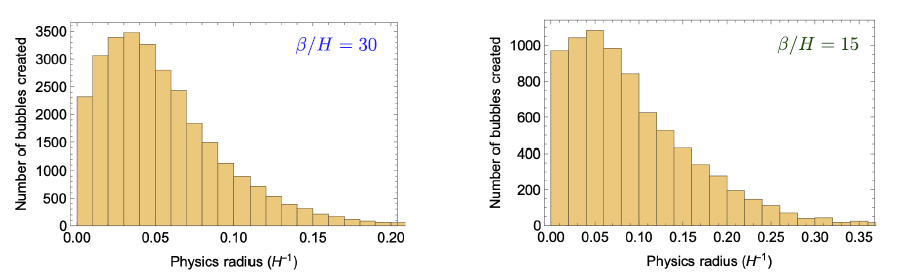 β/H = 30
Number of bubbles created
3500
3000
2500
2000
1500
1000
500
0
0.00 0.05 0.10 0.15 0.20
Physics radius (H⁻¹)
β/H = 15
Number of bubbles created
1000
800
600
400
200
0
0.00 0.05 0.10 0.15 0.20 0.25 0.30 0.35
Physics radius (H⁻¹)